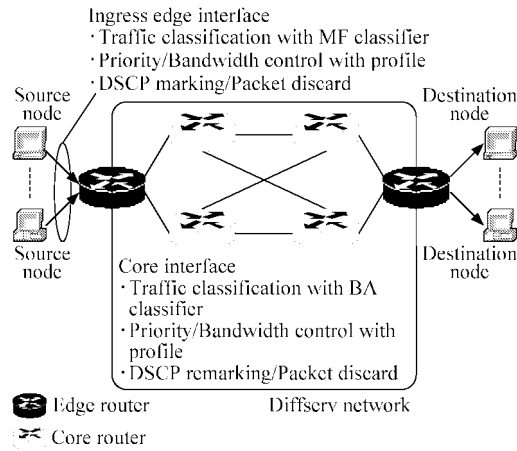 Ingress edge interface
·Traffic classification with MF classifier
·Priority/Bandwidth control with profile
·DSCP marking/Packet discard
Source
node
Destination
node
Source
node
Destination
node
Core interface
·Traffic classification with BA
classifier
·Priority/Bandwidth control with
profile
·DSCP remarking/Packet discard
Edge router
Diffserv network
Core router